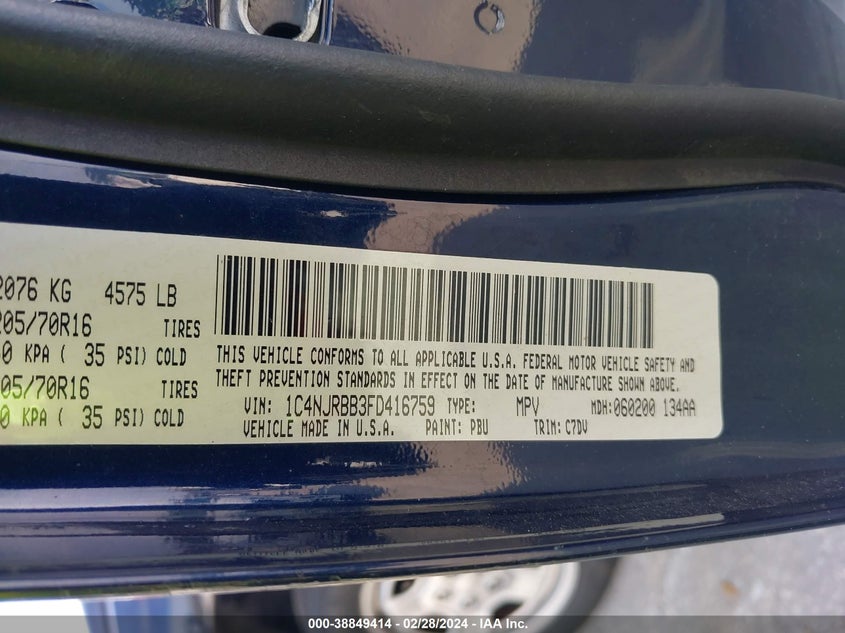 2076 KG 4575 LB
205/70R16 TIRES
0 KPA ( 35 PSI) COLD
05/70R16 TIRES
0 KPA ( 35 PSI) COLD
THIS VEHICLE CONFORMS TO ALL APPLICABLE U.S.A. FEDERAL MOTOR VEHICLE SAFETY AND
THEFT PREVENTION STANDARDS IN EFFECT ON THE DATE OF MANUFACTURE SHOWN ABOVE.
VIN: 1C4NJRBB3FD416759 TYPE: MPV MDH: 060200 134AA
VEHICLE MADE IN U.S.A. PAINT: PBU TRIM: C7DV
000-38849414 - 02/28/2024 - IAA Inc.